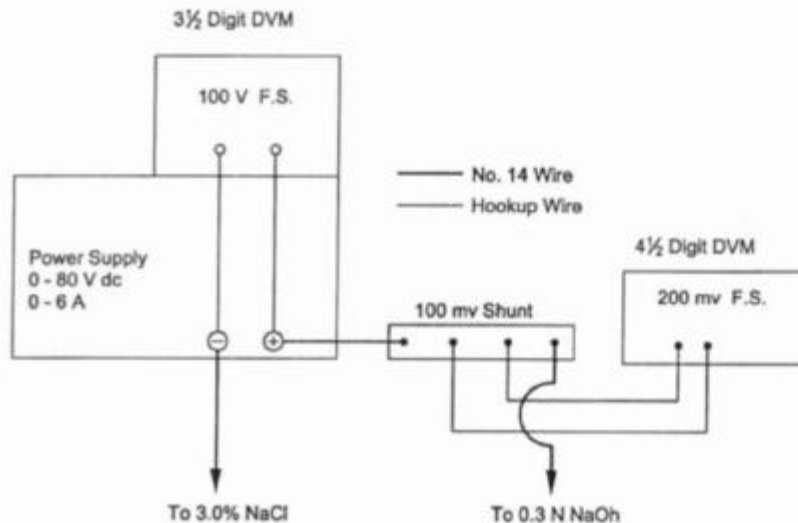 3½ Digit DVM
100 V F.S.
No. 14 Wire
Hookup Wire
Power Supply
0 - 80 V dc
0 - 6 A
4½ Digit DVM
200 mv F.S.
100 mv Shunt
− +
To 3.0% NaCl
To 0.3 N NaOh